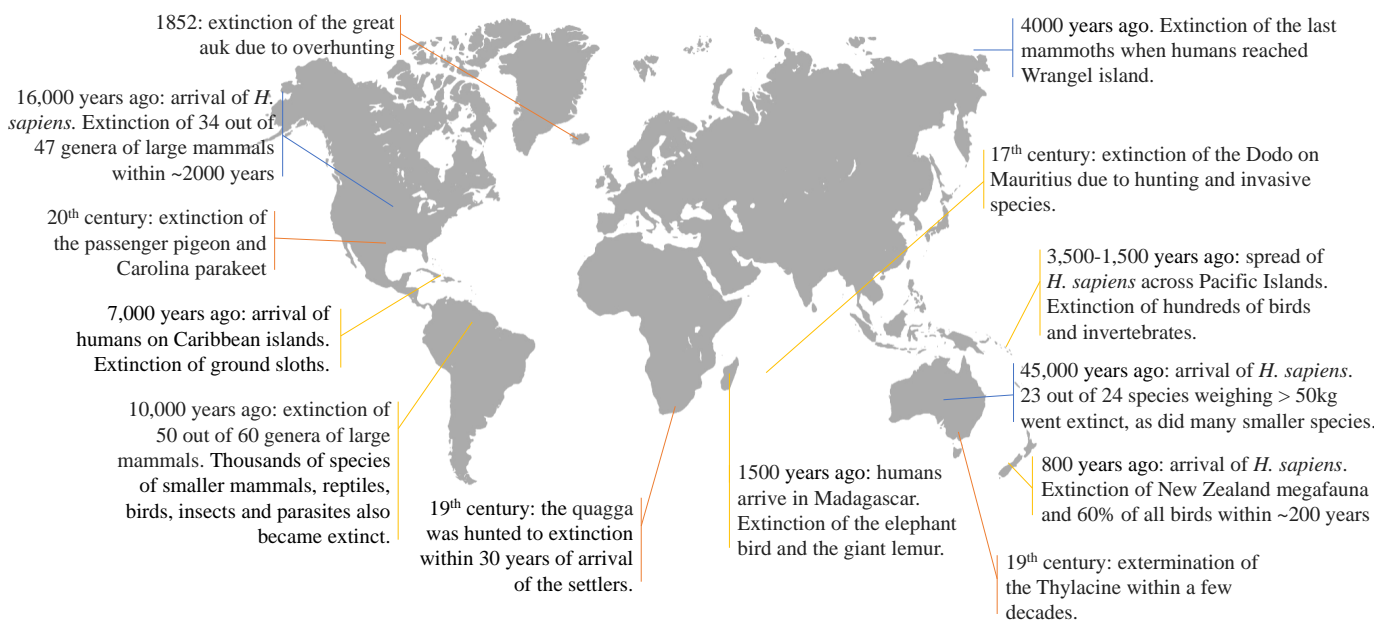 1852: extinction of the great
auk due to overhunting
16,000 years ago: arrival of H.
sapiens. Extinction of 34 out of
47 genera of large mammals
within ~2000 years
20th century: extinction of
the passenger pigeon and
Carolina parakeet
7,000 years ago: arrival of
humans on Caribbean islands.
Extinction of ground sloths.
10,000 years ago: extinction of
50 out of 60 genera of large
mammals. Thousands of species
of smaller mammals, reptiles,
birds, insects and parasites also
became extinct.
19th century: the quagga
was hunted to extinction
within 30 years of arrival
of the settlers.
1500 years ago: humans
arrive in Madagascar.
Extinction of the elephant
bird and the giant lemur.
4000 years ago. Extinction of the last
mammoths when humans reached
Wrangel island.
17th century: extinction of the Dodo on
Mauritius due to hunting and invasive
species.
3,500-1,500 years ago: spread of
H. sapiens across Pacific Islands.
Extinction of hundreds of birds
and invertebrates.
45,000 years ago: arrival of H. sapiens.
23 out of 24 species weighing > 50kg
went extinct, as did many smaller species.
800 years ago: arrival of H. sapiens.
Extinction of New Zealand megafauna
and 60% of all birds within ~200 years
19th century: extermination of
the Thylacine within a few
decades.